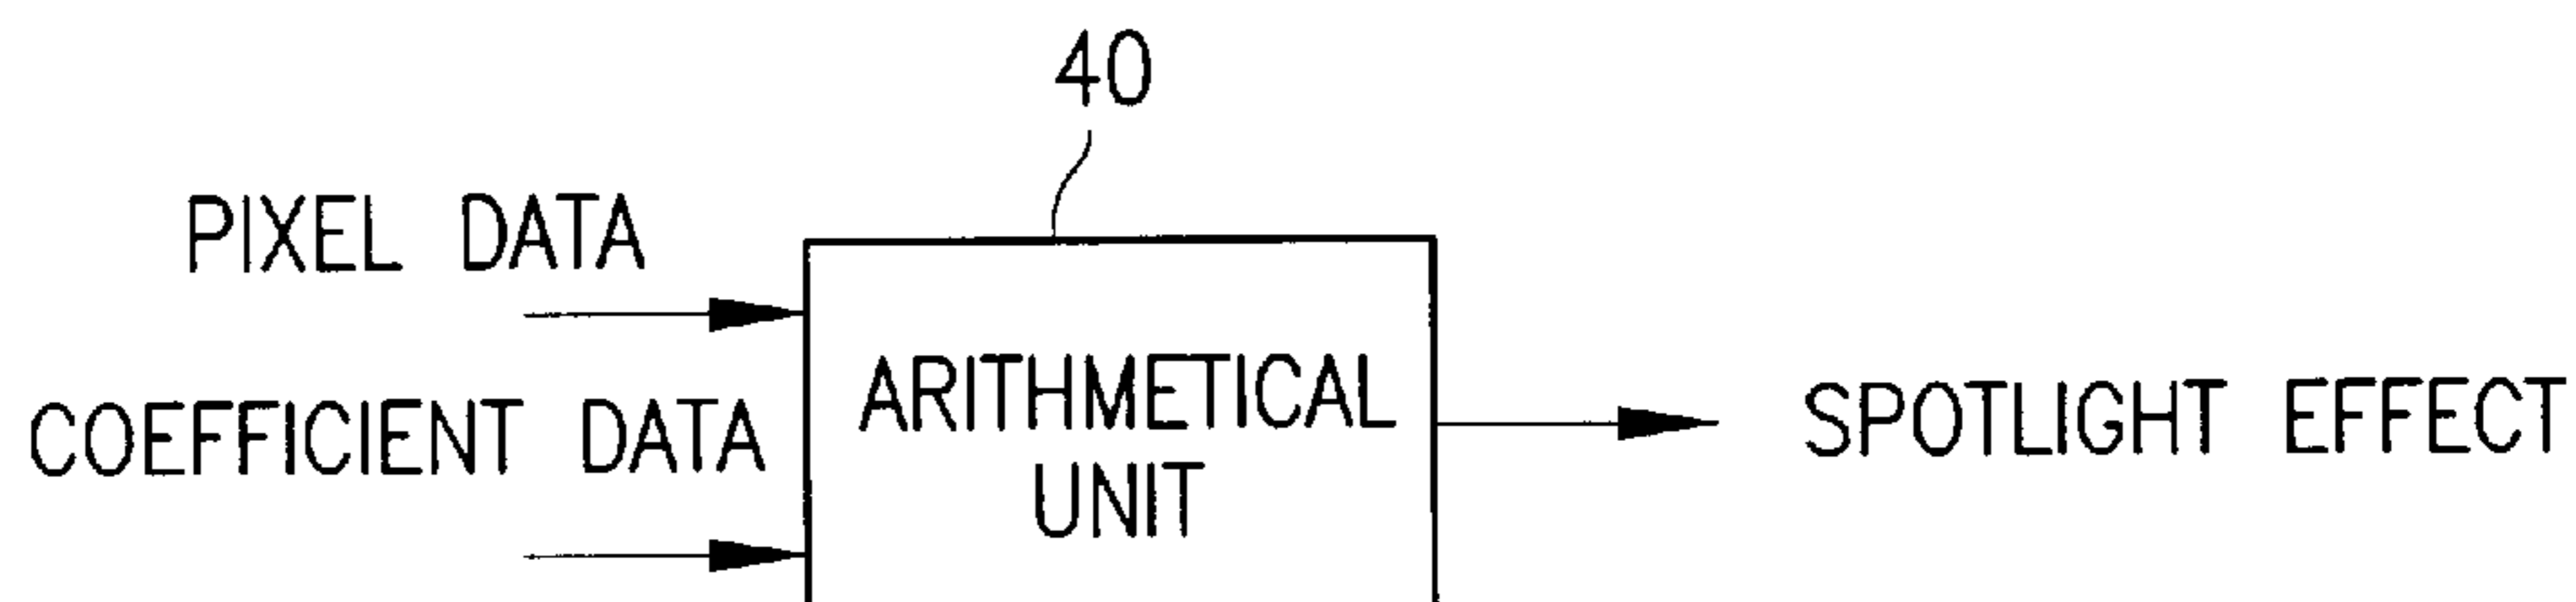 40
PIXEL DATA
COEFFICIENT DATA
ARITHMETICAL
UNIT
SPOTLIGHT EFFECT